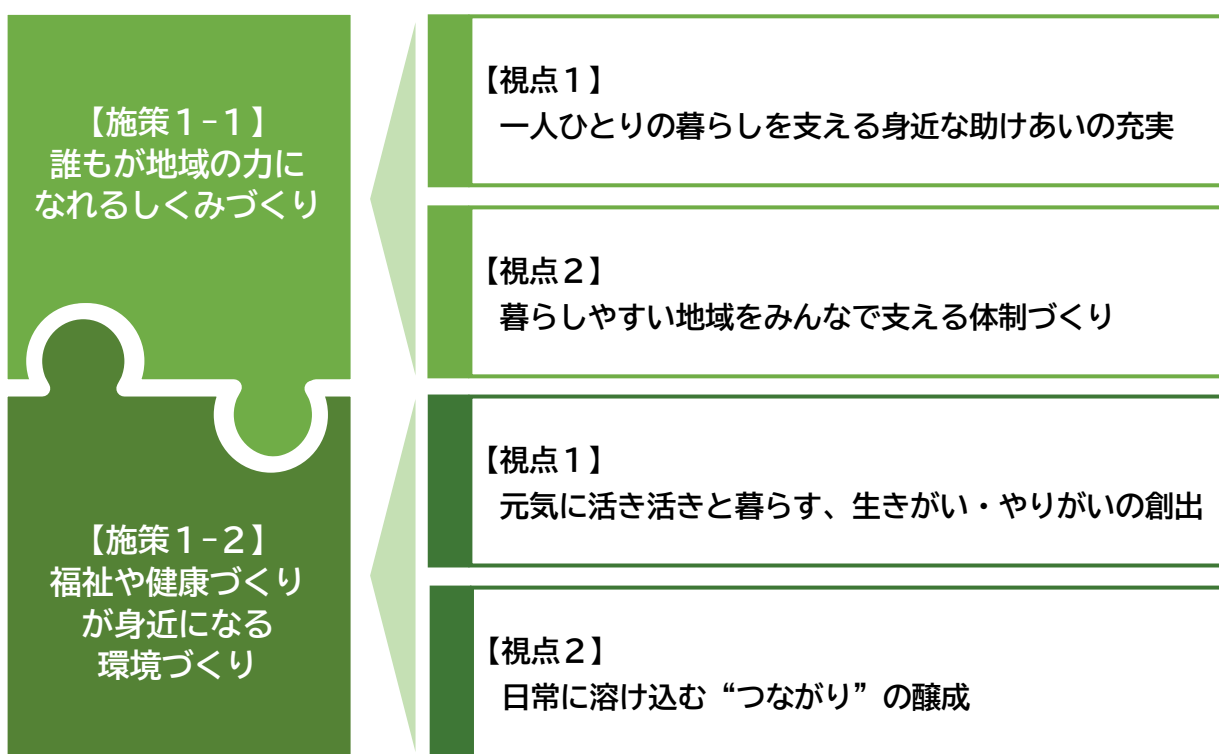 【施策1-1】
誰もが地域の力に
なれるしくみづくり
【視点1】
一人ひとりの暮らしを支える身近な助けあいの充実
【視点2】
暮らしやすい地域をみんなで支える体制づくり
【施策1-2】
福祉や健康づくり
が身近になる
環境づくり
【視点1】
元気に活き活きと暮らす、生きがい・やりがいの創出
【視点2】
日常に溶け込む“つながり”の醸成